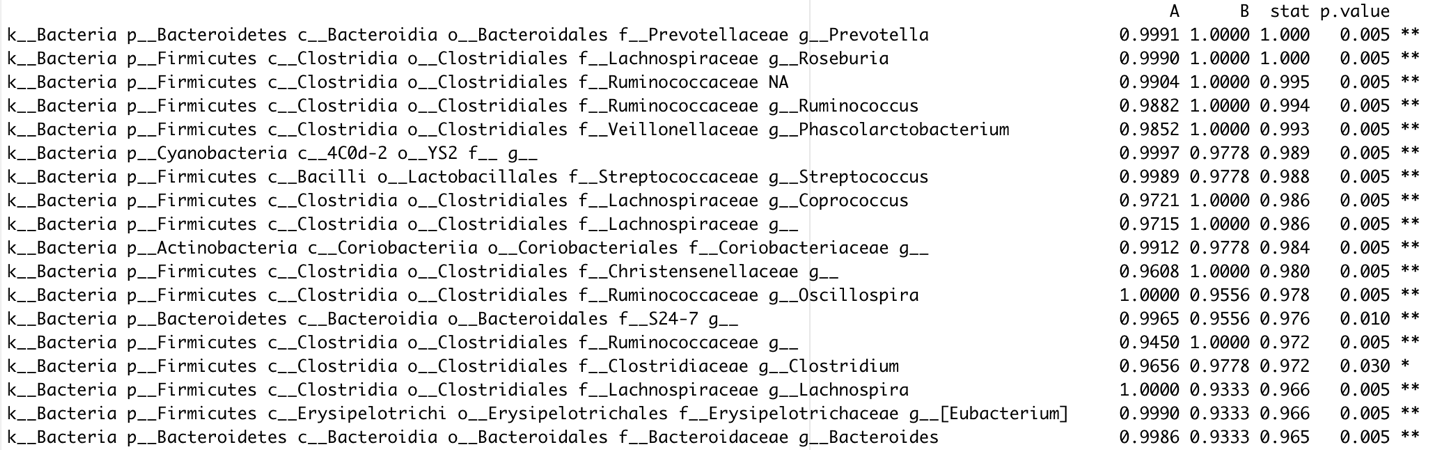 A B stat p.value
k__Bacteria p__Bacteroidetes c__Bacteroidia o__Bacteroidales f__Prevotellaceae g__Prevotella 0.9991 1.0000 1.000 0.005 **
k__Bacteria p__Firmicutes c__Clostridia o__Clostridiales f__Lachnospiraceae g__Roseburia 0.9990 1.0000 1.000 0.005 **
k__Bacteria p__Firmicutes c__Clostridia o__Clostridiales f__Ruminococcaceae NA 0.9904 1.0000 0.995 0.005 **
k__Bacteria p__Firmicutes c__Clostridia o__Clostridiales f__Ruminococcaceae g__Ruminococcus 0.9882 1.0000 0.994 0.005 **
k__Bacteria p__Firmicutes c__Clostridia o__Clostridiales f__Veillonellaceae g__Phascolarctobacterium 0.9852 1.0000 0.993 0.005 **
k__Bacteria p__Cyanobacteria c__4C0d-2 o__YS2 f__ g__ 0.9997 0.9778 0.989 0.005 **
k__Bacteria p__Firmicutes c__Bacilli o__Lactobacillales f__Streptococcaceae g__Streptococcus 0.9989 0.9778 0.988 0.005 **
k__Bacteria p__Firmicutes c__Clostridia o__Clostridiales f__Lachnospiraceae g__Coprococcus 0.9721 1.0000 0.986 0.005 **
k__Bacteria p__Firmicutes c__Clostridia o__Clostridiales f__Lachnospiraceae g__ 0.9715 1.0000 0.986 0.005 **
k__Bacteria p__Actinobacteria c__Coriobacteriia o__Coriobacteriales f__Coriobacteriaceae g__ 0.9912 0.9778 0.984 0.005 **
k__Bacteria p__Firmicutes c__Clostridia o__Clostridiales f__Christensenellaceae g__ 0.9608 1.0000 0.980 0.005 **
k__Bacteria p__Firmicutes c__Clostridia o__Clostridiales f__Ruminococcaceae g__Oscillospira 1.0000 0.9556 0.978 0.005 **
k__Bacteria p__Bacteroidetes c__Bacteroidia o__Bacteroidales f__S24-7 g__ 0.9965 0.9556 0.976 0.010 **
k__Bacteria p__Firmicutes c__Clostridia o__Clostridiales f__Ruminococcaceae g__ 0.9450 1.0000 0.972 0.005 **
k__Bacteria p__Firmicutes c__Clostridia o__Clostridiales f__Clostridiaceae g__Clostridium 0.9656 0.9778 0.972 0.030 *
k__Bacteria p__Firmicutes c__Clostridia o__Clostridiales f__Lachnospiraceae g__Lachnospira 1.0000 0.9333 0.966 0.005 **
k__Bacteria p__Firmicutes c__Erysipelotrichi o__Erysipelotrichales f__Erysipelotrichaceae g__[Eubacterium] 0.9990 0.9333 0.966 0.005 **
k__Bacteria p__Bacteroidetes c__Bacteroidia o__Bacteroidales f__Bacteroidaceae g__Bacteroides 0.9986 0.9333 0.965 0.005 **